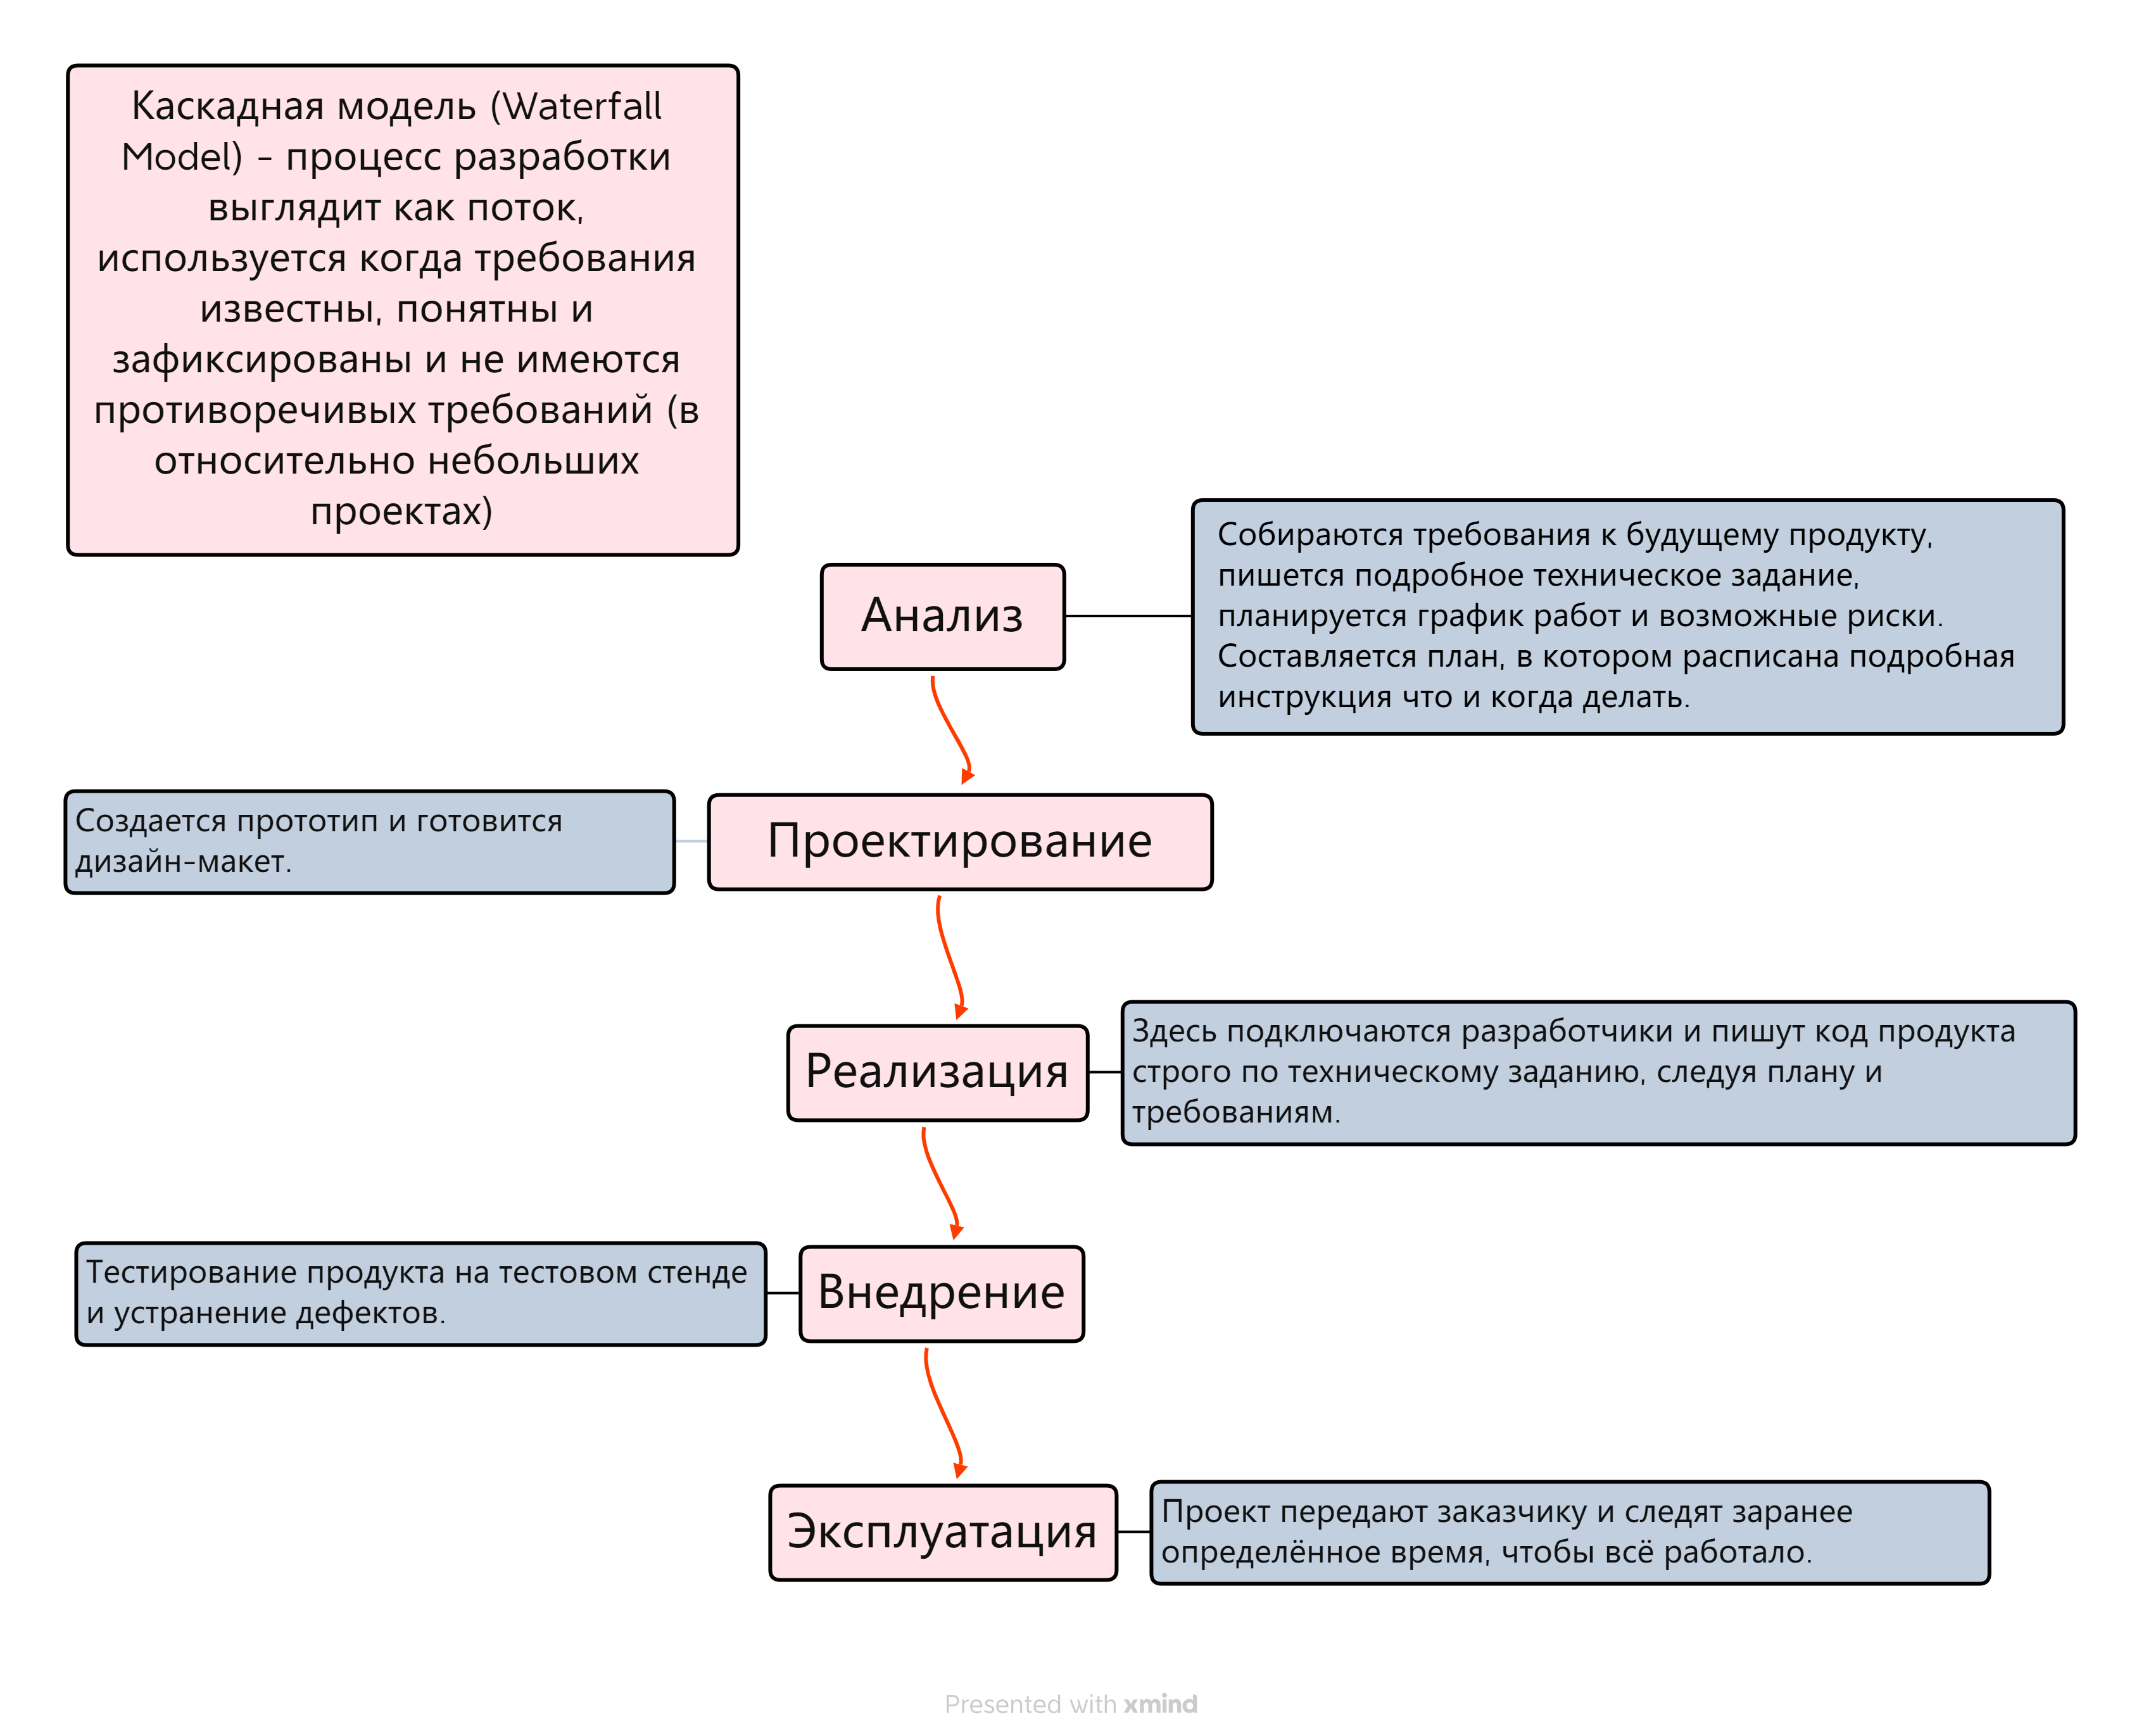 Каскадная модель (Waterfall
Model) - процесс разработки
выглядит как поток,
используется когда требования
известны, понятны и
зафиксированы и не имеются
противоречивых требований (в
относительно небольших
проектах)
Анализ
Собираются требования к будущему продукту,
пишется подробное техническое задание,
планируется график работ и возможные риски.
Составляется план, в котором расписана подробная
инструкция что и когда делать.
Создается прототип и готовится
дизайн-макет.
Проектирование
Реализация
Здесь подключаются разработчики и пишут код продукта
строго по техническому заданию, следуя плану и
требованиям.
Тестирование продукта на тестовом стенде
и устранение дефектов.
Внедрение
Эксплуатация
Проект передают заказчику и следят заранее
определённое время, чтобы всё работало.
Presented with xmind